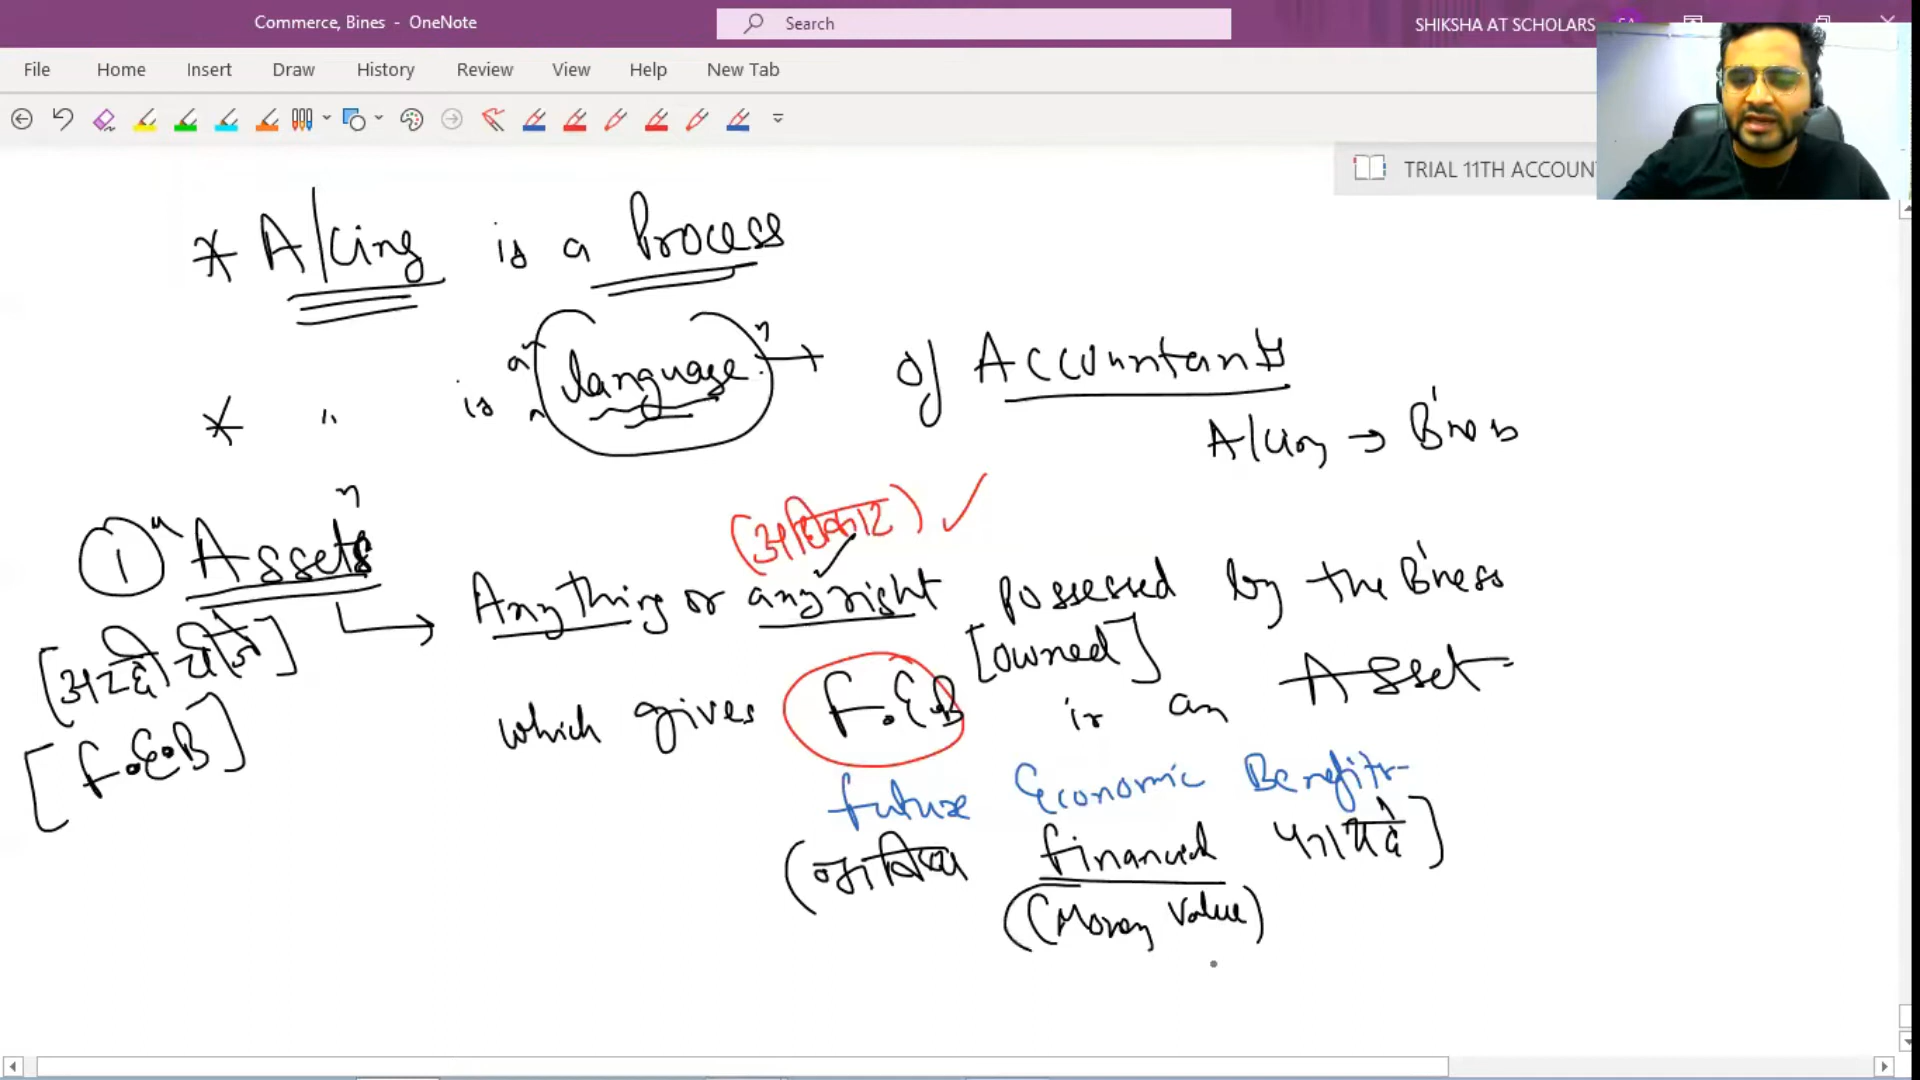 Commerce, Bines - OneNote
Search
SHIKSHA AT SCHOLARS
File Home Insert Draw History Review View Help New Tab
TRIAL 11TH ACCOUN
* A/cing is a Process
* " is a "language" → of Accountants
A/cing → B'ness
(अधिकार) ✓
① "Assets" → Anything or any right possessed by the B'ness
[अच्छी चीजें] [owned]
which gives F.E.B is an Asset
[F.E.B]
future Economic Benefits
(भविष्य financial फायदे)
(Money Value)